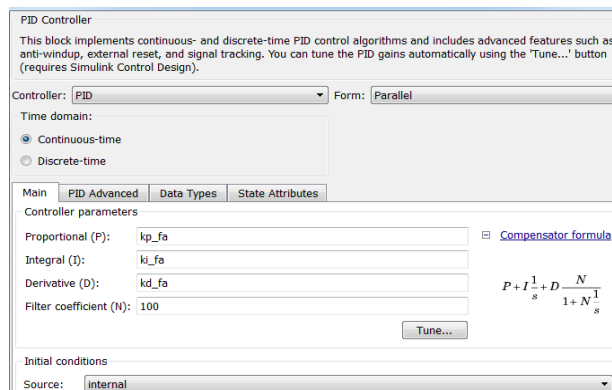 PID Controller
This block implements continuous- and discrete-time PID control algorithms and includes advanced features such as
anti-windup, external reset, and signal tracking. You can tune the PID gains automatically using the 'Tune...' button
(requires Simulink Control Design).
Controller: PID Form: Parallel
Time domain:
Continuous-time
Discrete-time
Main PID Advanced Data Types State Attributes
Controller parameters
Proportional (P): kp_fa Compensator formula
Integral (I): ki_fa
Derivative (D): kd_fa
P+I 1/s +D N/(1+N 1/s)
Filter coefficient (N): 100
Tune...
Initial conditions
Source: internal